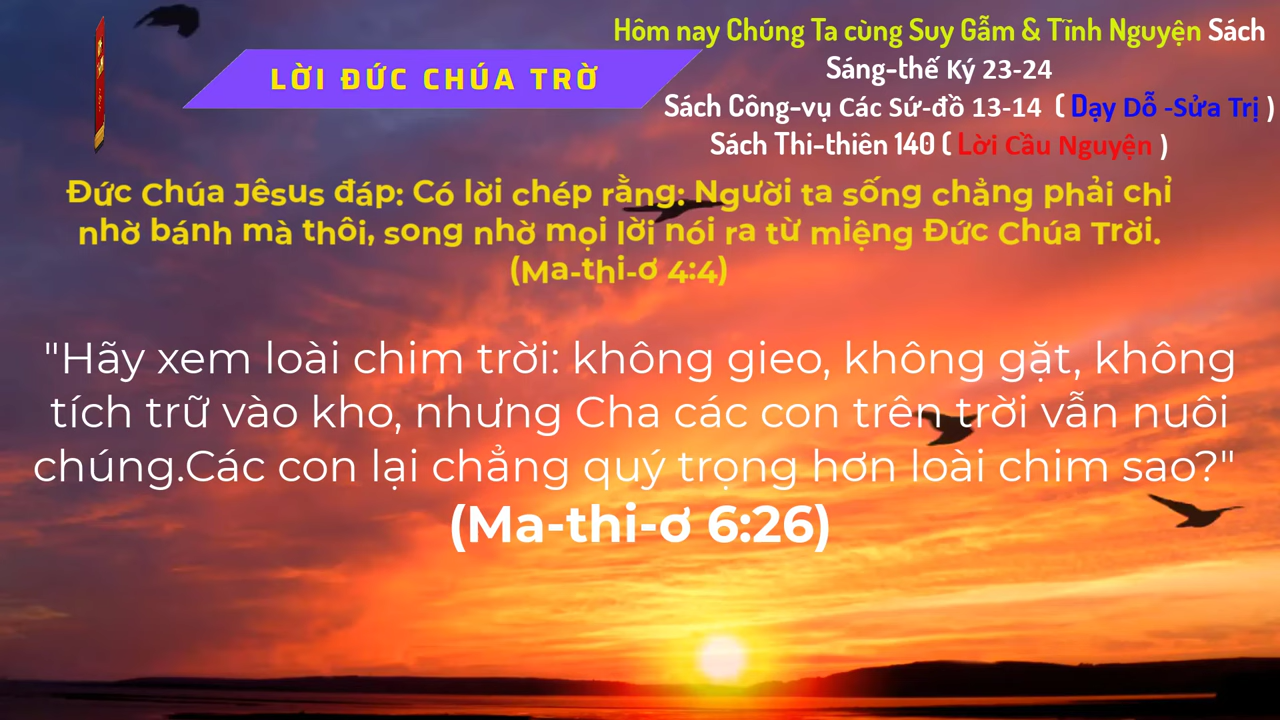 Hôm nay Chúng Ta cùng Suy Gẫm & Tĩnh Nguyện Sách
Sáng-thế Ký 23-24
Sách Công-vụ Các Sứ-đồ 13-14 ( Dạy Dỗ -Sửa Trị )
Sách Thi-thiên 140 ( Lời Cầu Nguyện )
LỜI ĐỨC CHÚA TRỜ
Đức Chúa Jêsus đáp: Có lời chép rằng: Người ta sống chẳng phải chỉ
nhờ bánh mà thôi, song nhờ mọi lời nói ra từ miệng Đức Chúa Trời.
(Ma-thi-ơ 4:4)
"Hãy xem loài chim trời: không gieo, không gặt, không
tích trữ vào kho, nhưng Cha các con trên trời vẫn nuôi
chúng.Các con lại chẳng quý trọng hơn loài chim sao?"
(Ma-thi-ơ 6:26)